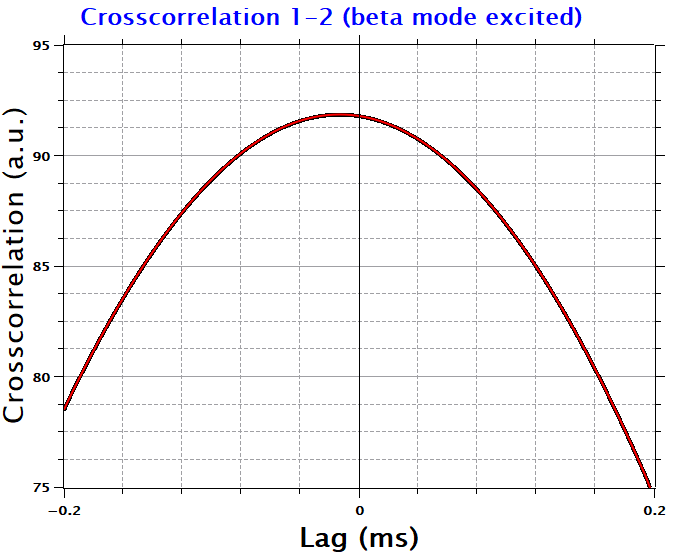 Crosscorrelation 1-2 (beta mode excited)
Crosscorrelation (a.u.)
95
90
85
80
75
-0.2
0
0.2
Lag (ms)